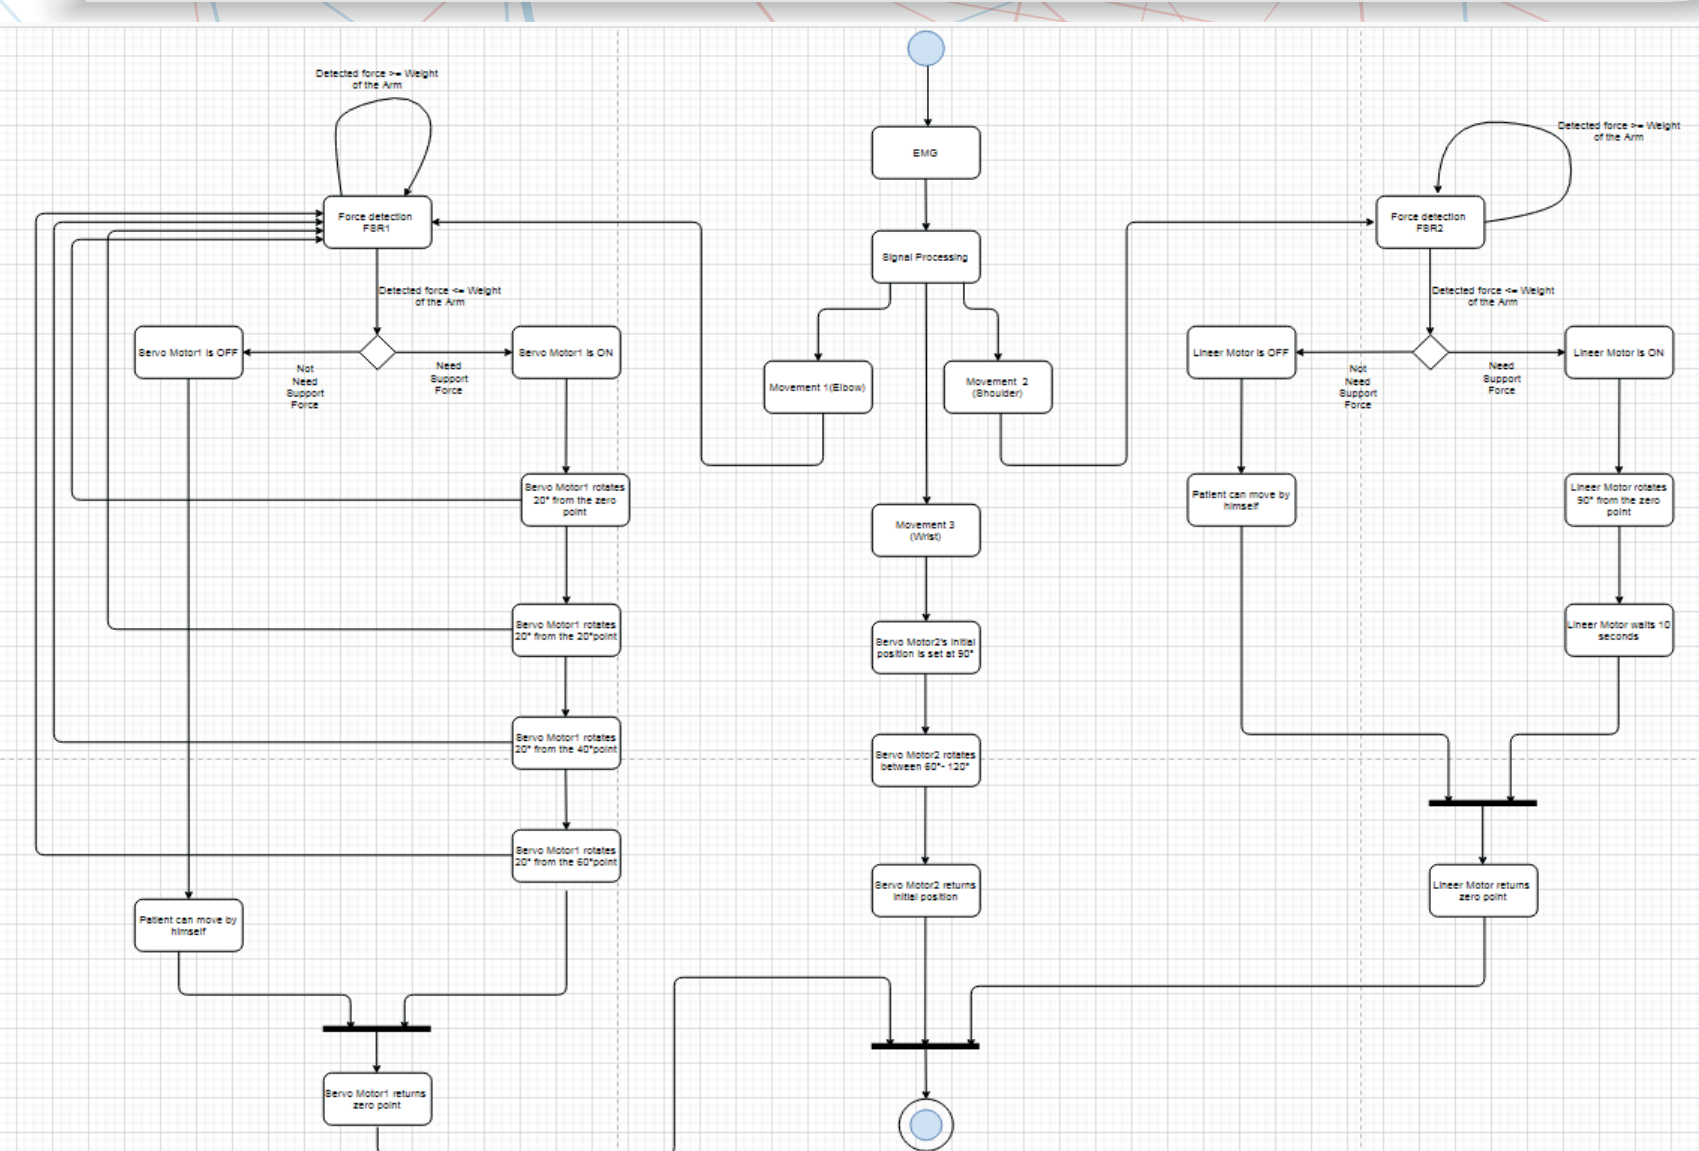 Detected force >= Weight
of the Arm
Detected force >= Weight
of the Arm
EMG
Force detection
FSR1
Force detection
FSR2
Signal Processing
Detected force <= Weight
of the Arm
Detected force <= Weight
of the Arm
Servo Motor1 is OFF
Not
Need
Support
Force
Need
Support
Force
Servo Motor1 is ON
Movement 1(Elbow)
Movement 2
(Shoulder)
Lineer Motor is OFF
Not
Need
Support
Force
Need
Support
Force
Lineer Motor is ON
Servo Motor1 rotates
20° from the zero
point
Movement 3
(Wrist)
Patient can move by
himself
Lineer Motor rotates
90° from the zero
point
Servo Motor1 rotates
20° from the 20°point
Servo Motor2's initial
position is set at 90°
Lineer Motor waits 10
seconds
Servo Motor1 rotates
20° from the 40°point
Servo Motor2 rotates
between 60°- 120°
Servo Motor1 rotates
20° from the 60°point
Servo Motor2 returns
initial position
Lineer Motor returns
zero point
Patient can move by
himself
Servo Motor1 returns
zero point